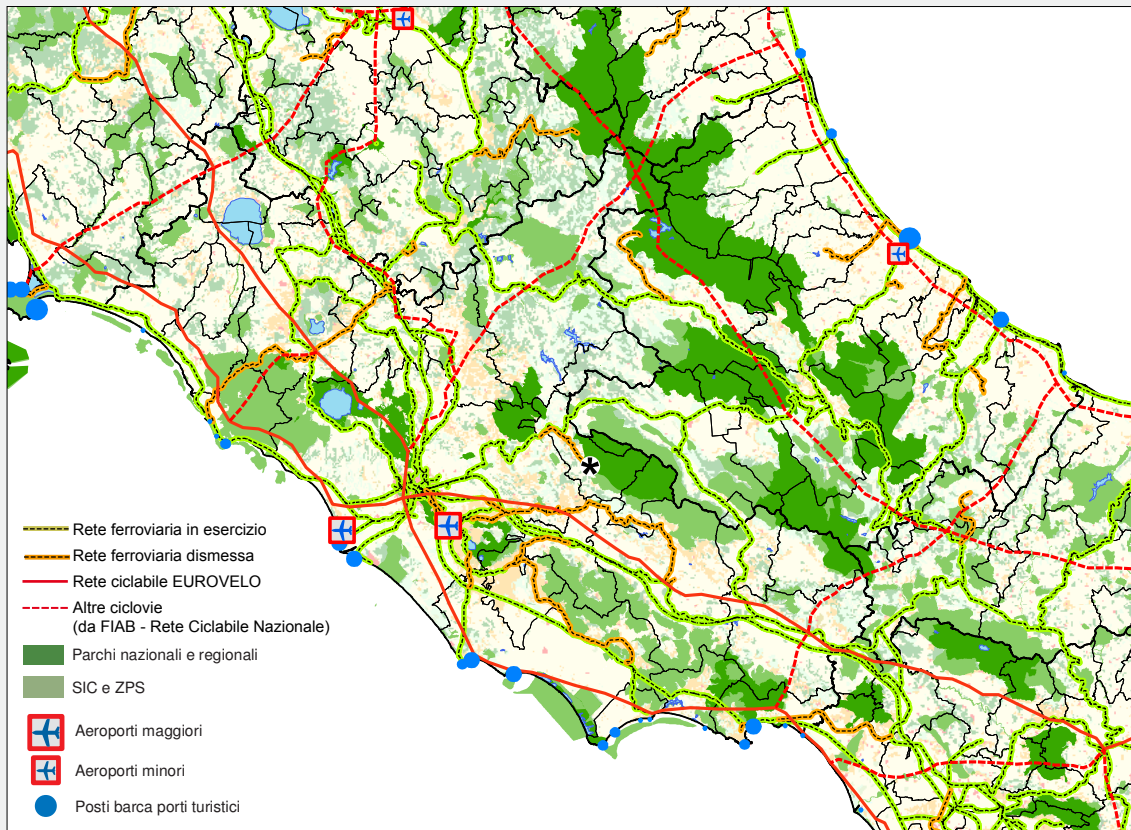 *
Rete ferroviaria in esercizio
Rete ferroviaria dismessa
Rete ciclabile EUROVELO
Altre ciclovie
(da FIAB - Rete Ciclabile Nazionale)
Parchi nazionali e regionali
SIC e ZPS
Aeroporti maggiori
Aeroporti minori
Posti barca porti turistici